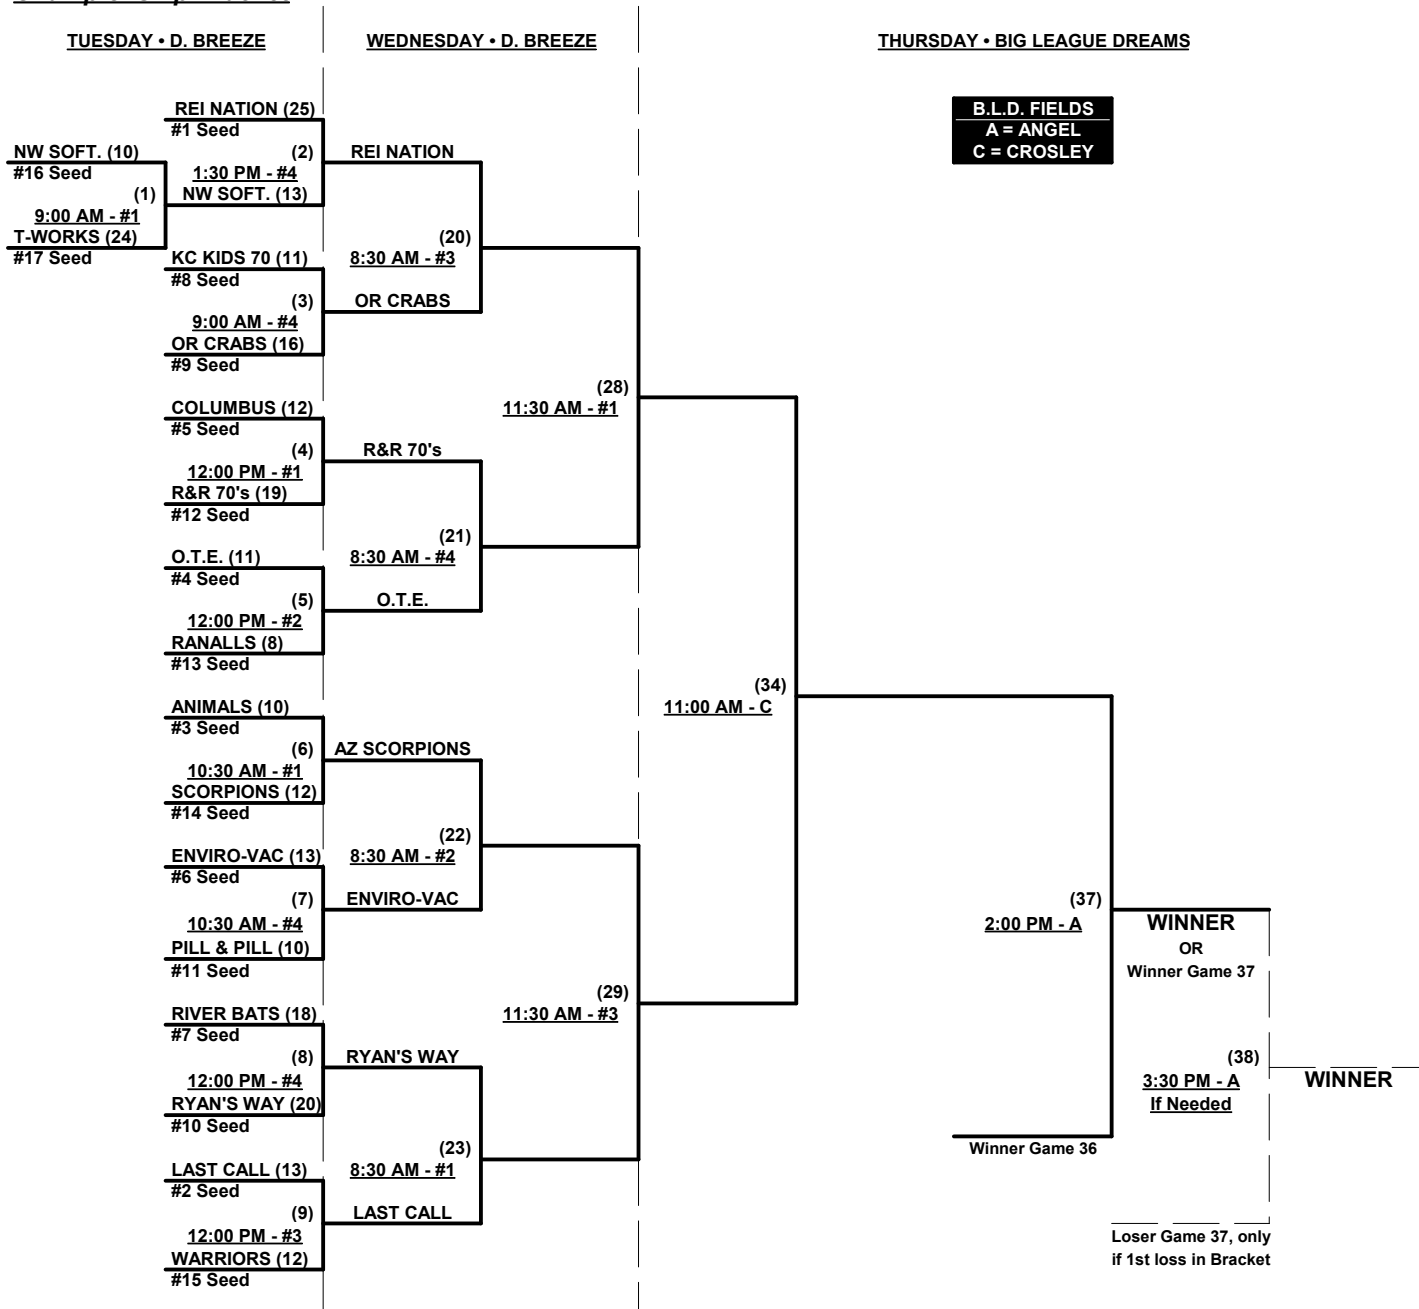 TUESDAY • D. BREEZE
WEDNESDAY • D. BREEZE
THURSDAY • BIG LEAGUE DREAMS
B.L.D. FIELDS
A = ANGEL
C = CROSLEY
REI NATION (25)
#1 Seed
NW SOFT. (10)
#16 Seed
(1)
9:00 AM - #1
T-WORKS (24)
#17 Seed
(2)
1:30 PM - #4
NW SOFT. (13)
KC KIDS 70 (11)
#8 Seed
(3)
9:00 AM - #4
OR CRABS (16)
#9 Seed
COLUMBUS (12)
#5 Seed
(4)
12:00 PM - #1
R&R 70's (19)
#12 Seed
O.T.E. (11)
#4 Seed
(5)
12:00 PM - #2
RANALLS (8)
#13 Seed
ANIMALS (10)
#3 Seed
(6)
10:30 AM - #1
SCORPIONS (12)
#14 Seed
ENVIRO-VAC (13)
#6 Seed
(7)
10:30 AM - #4
PILL & PILL (10)
#11 Seed
RIVER BATS (18)
#7 Seed
(8)
12:00 PM - #4
RYAN'S WAY (20)
#10 Seed
LAST CALL (13)
#2 Seed
(9)
12:00 PM - #3
WARRIORS (12)
#15 Seed
REI NATION
(20)
8:30 AM - #3
OR CRABS
R&R 70's
(21)
8:30 AM - #4
O.T.E.
AZ SCORPIONS
(22)
8:30 AM - #2
ENVIRO-VAC
RYAN'S WAY
(23)
8:30 AM - #1
LAST CALL
(28)
11:30 AM - #1
(29)
11:30 AM - #3
(34)
11:00 AM - C
(37)
2:00 PM - A
Winner Game 36
WINNER
OR
Winner Game 37
(38)
3:30 PM - A
If Needed
Loser Game 37, only
if 1st loss in Bracket
WINNER